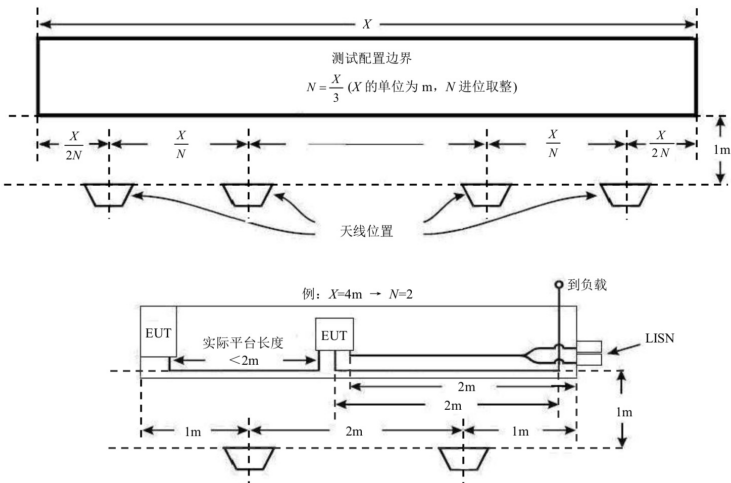 X
测试配置边界
N = X/3 (X 的单位为 m，N 进位取整)
X/2N X/N X/N X/2N
1m
天线位置
例：X=4m → N=2
到负载
EUT
实际平台长度
＜2m
EUT
LISN
2m
2m
1m
1m 2m 1m